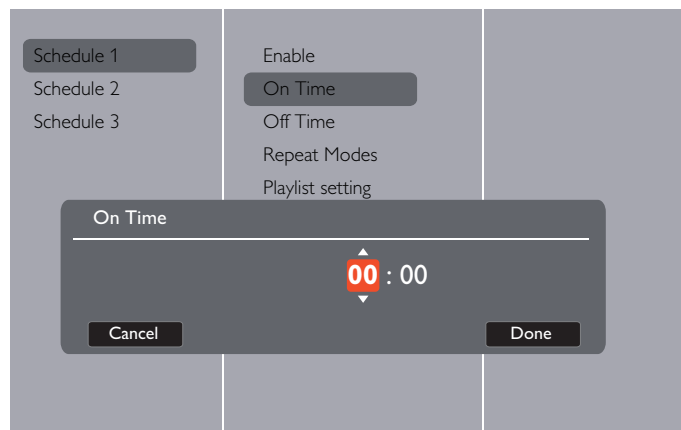 Schedule 1
Schedule 2
Schedule 3
Enable
On Time
Off Time
Repeat Modes
Playlist setting
On Time
00 : 00
Cancel
Done